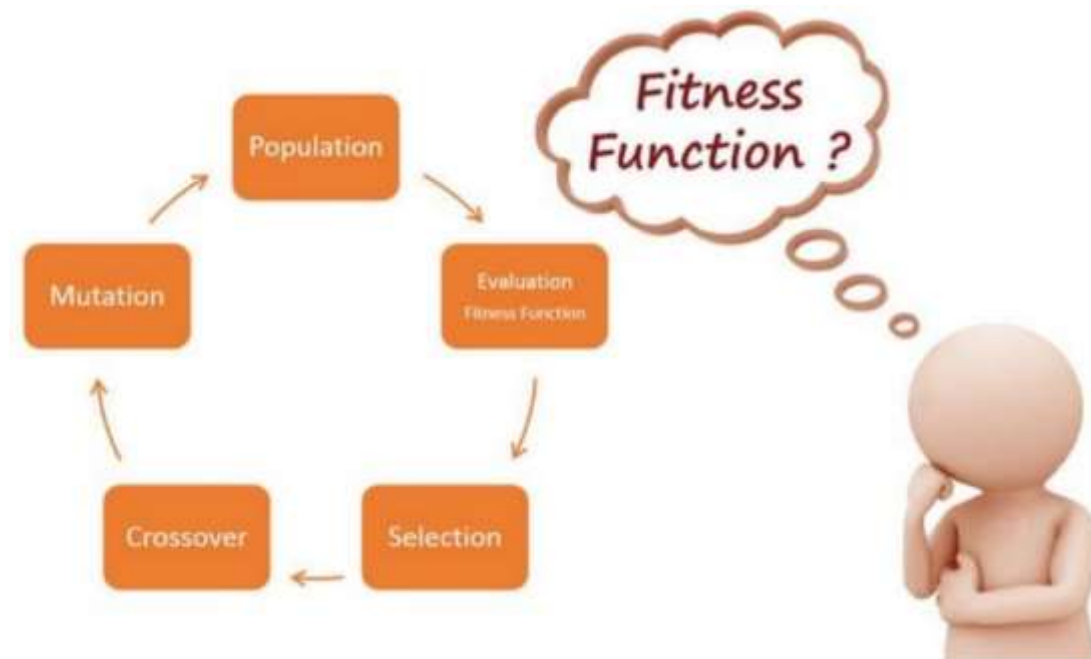 Fitness
Function ?
Population
Evaluation
Fitness Function
Mutation
Crossover
Selection